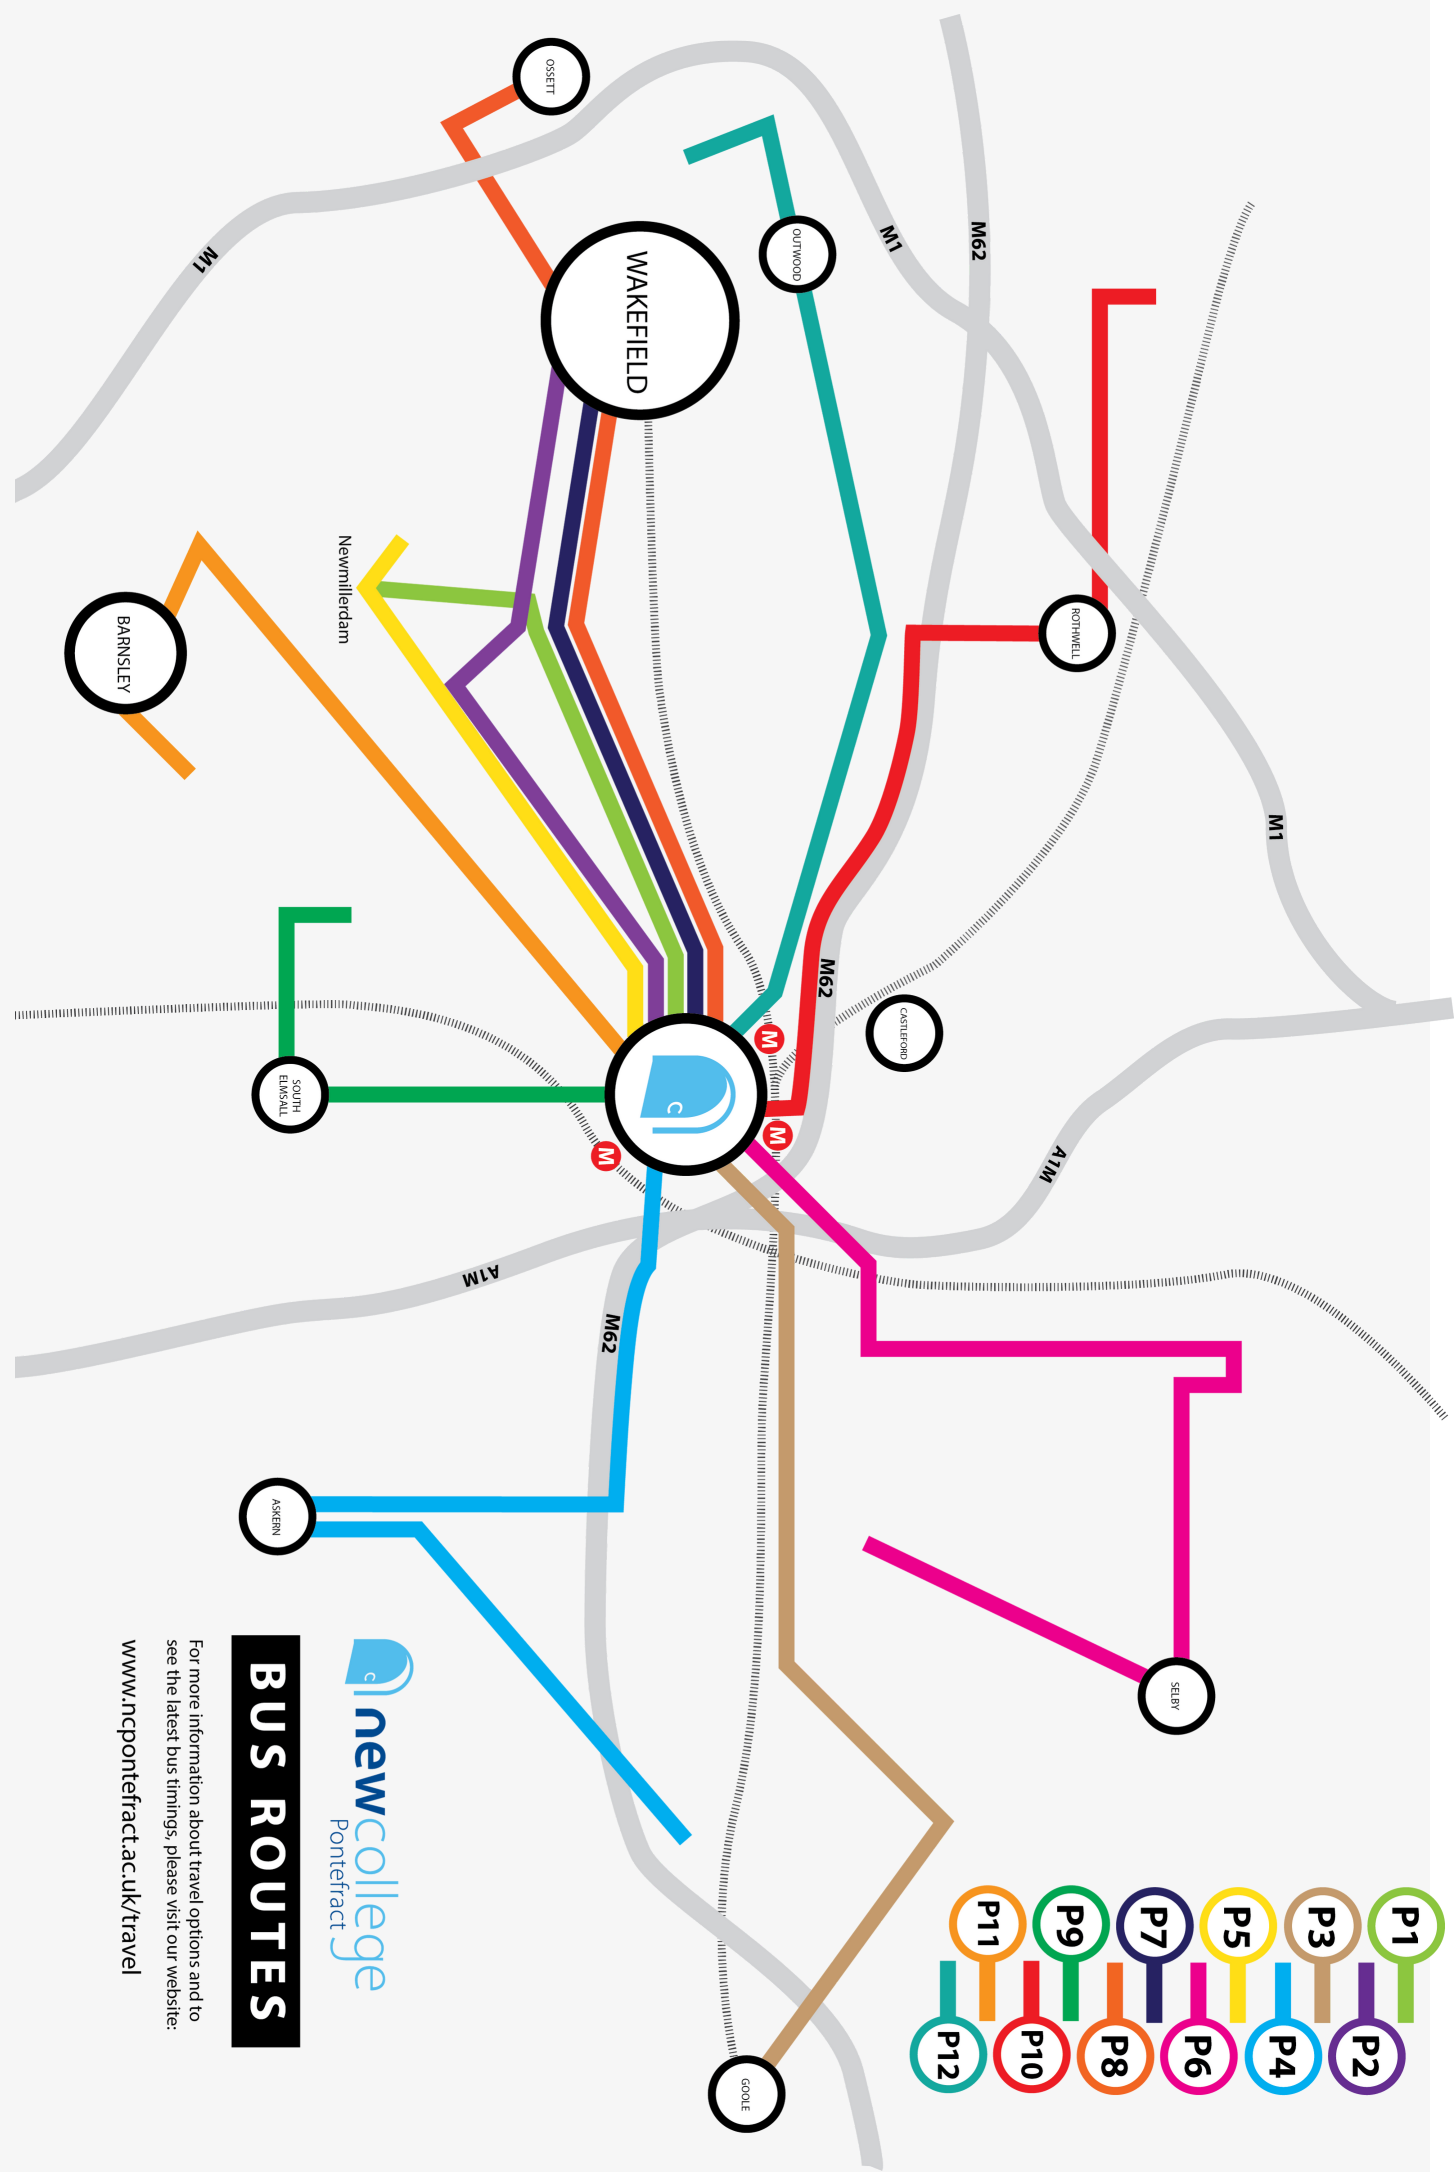 P1
P2
P3
P4
P5
P6
P7
P8
P9
P10
P11
P12
M62
M1
M1
M1
M62
M62
A1M
A1M
OSSETT
WAKEFIELD
OUTWOOD
ROTHWELL
CASTLEFORD
SELBY
GOOLE
ASKERN
SOUTH
ELMSALL
BARNSLEY
Newmillerdam
M
M
M
C
C
newcollege
Pontefract
BUS ROUTES
For more information about travel options and to
see the latest bus timings, please visit our website:
www.ncpontefract.ac.uk/travel